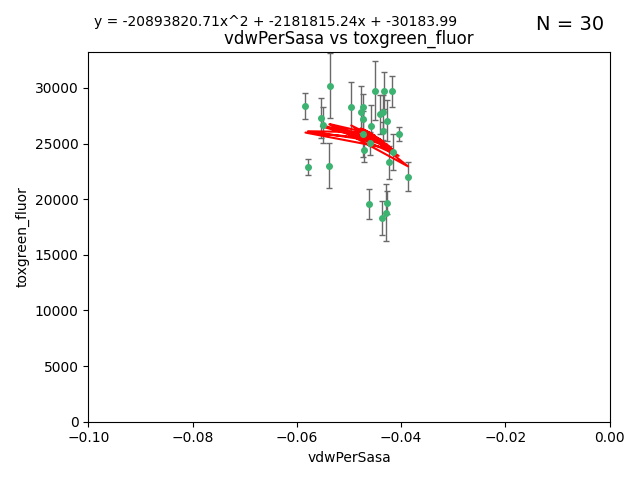 y = -20893820.71x^2 + -2181815.24x + -30183.99
N = 30
vdwPerSasa vs toxgreen_fluor
toxgreen_fluor
30000
25000
20000
15000
10000
5000
0
−0.10 −0.08 −0.06 −0.04 −0.02 0.00
vdwPerSasa